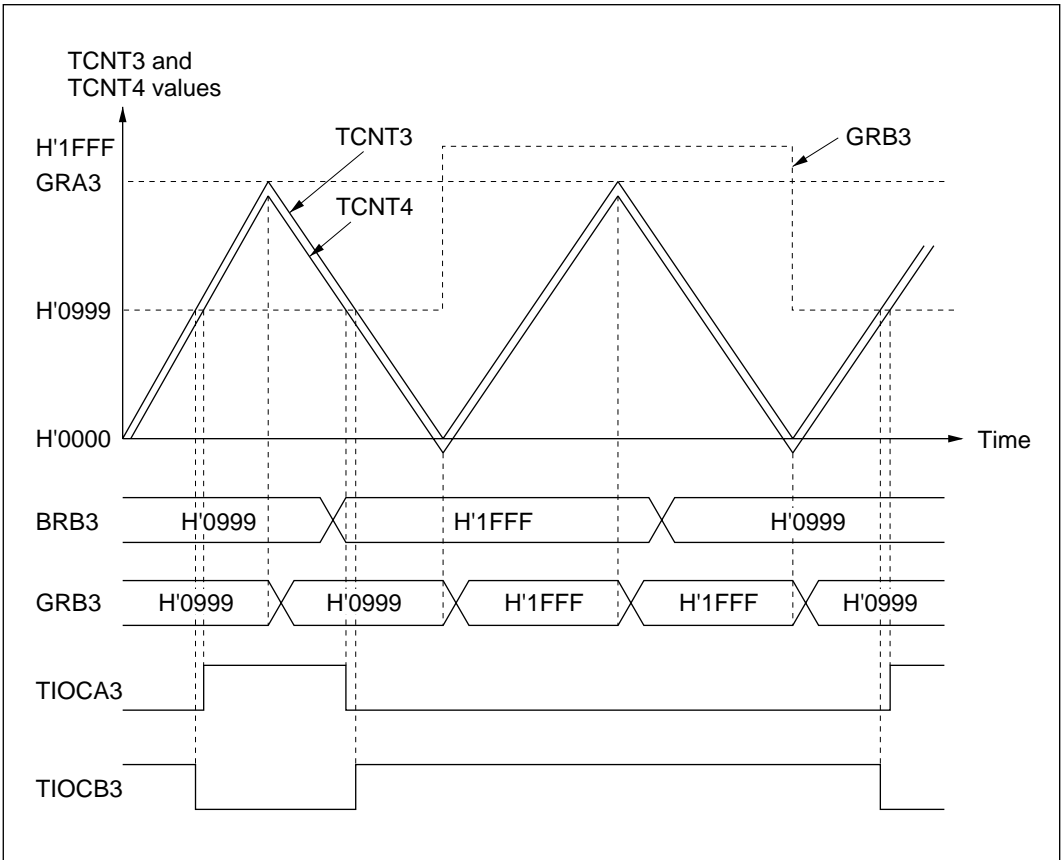 TCNT3 and
TCNT4 values
H'1FFF
TCNT3
GRB3
GRA3
TCNT4
H'0999
H'0000
Time
BRB3
H'0999
H'1FFF
H'0999
GRB3
H'0999
H'0999
H'1FFF
H'1FFF
H'0999
TIOCA3
TIOCB3